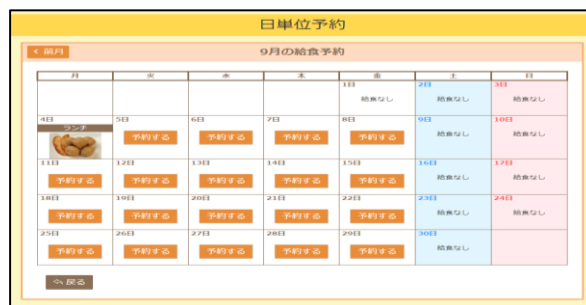 日単位予約
< 前月
9月の給食予約
月 火 水 木 金 土 日
1日 2日 3日
給食なし 給食なし 給食なし
4日 5日 6日 7日 8日 9日 10日
ランチ 予約する 予約する 予約する 予約する 給食なし 給食なし
11日 12日 13日 14日 15日 16日 17日
予約する 予約する 予約する 予約する 予約する 給食なし 給食なし
18日 19日 20日 21日 22日 23日 24日
予約する 予約する 予約する 予約する 予約する 給食なし 給食なし
25日 26日 27日 28日 29日 30日
予約する 予約する 予約する 予約する 予約する 給食なし
戻る